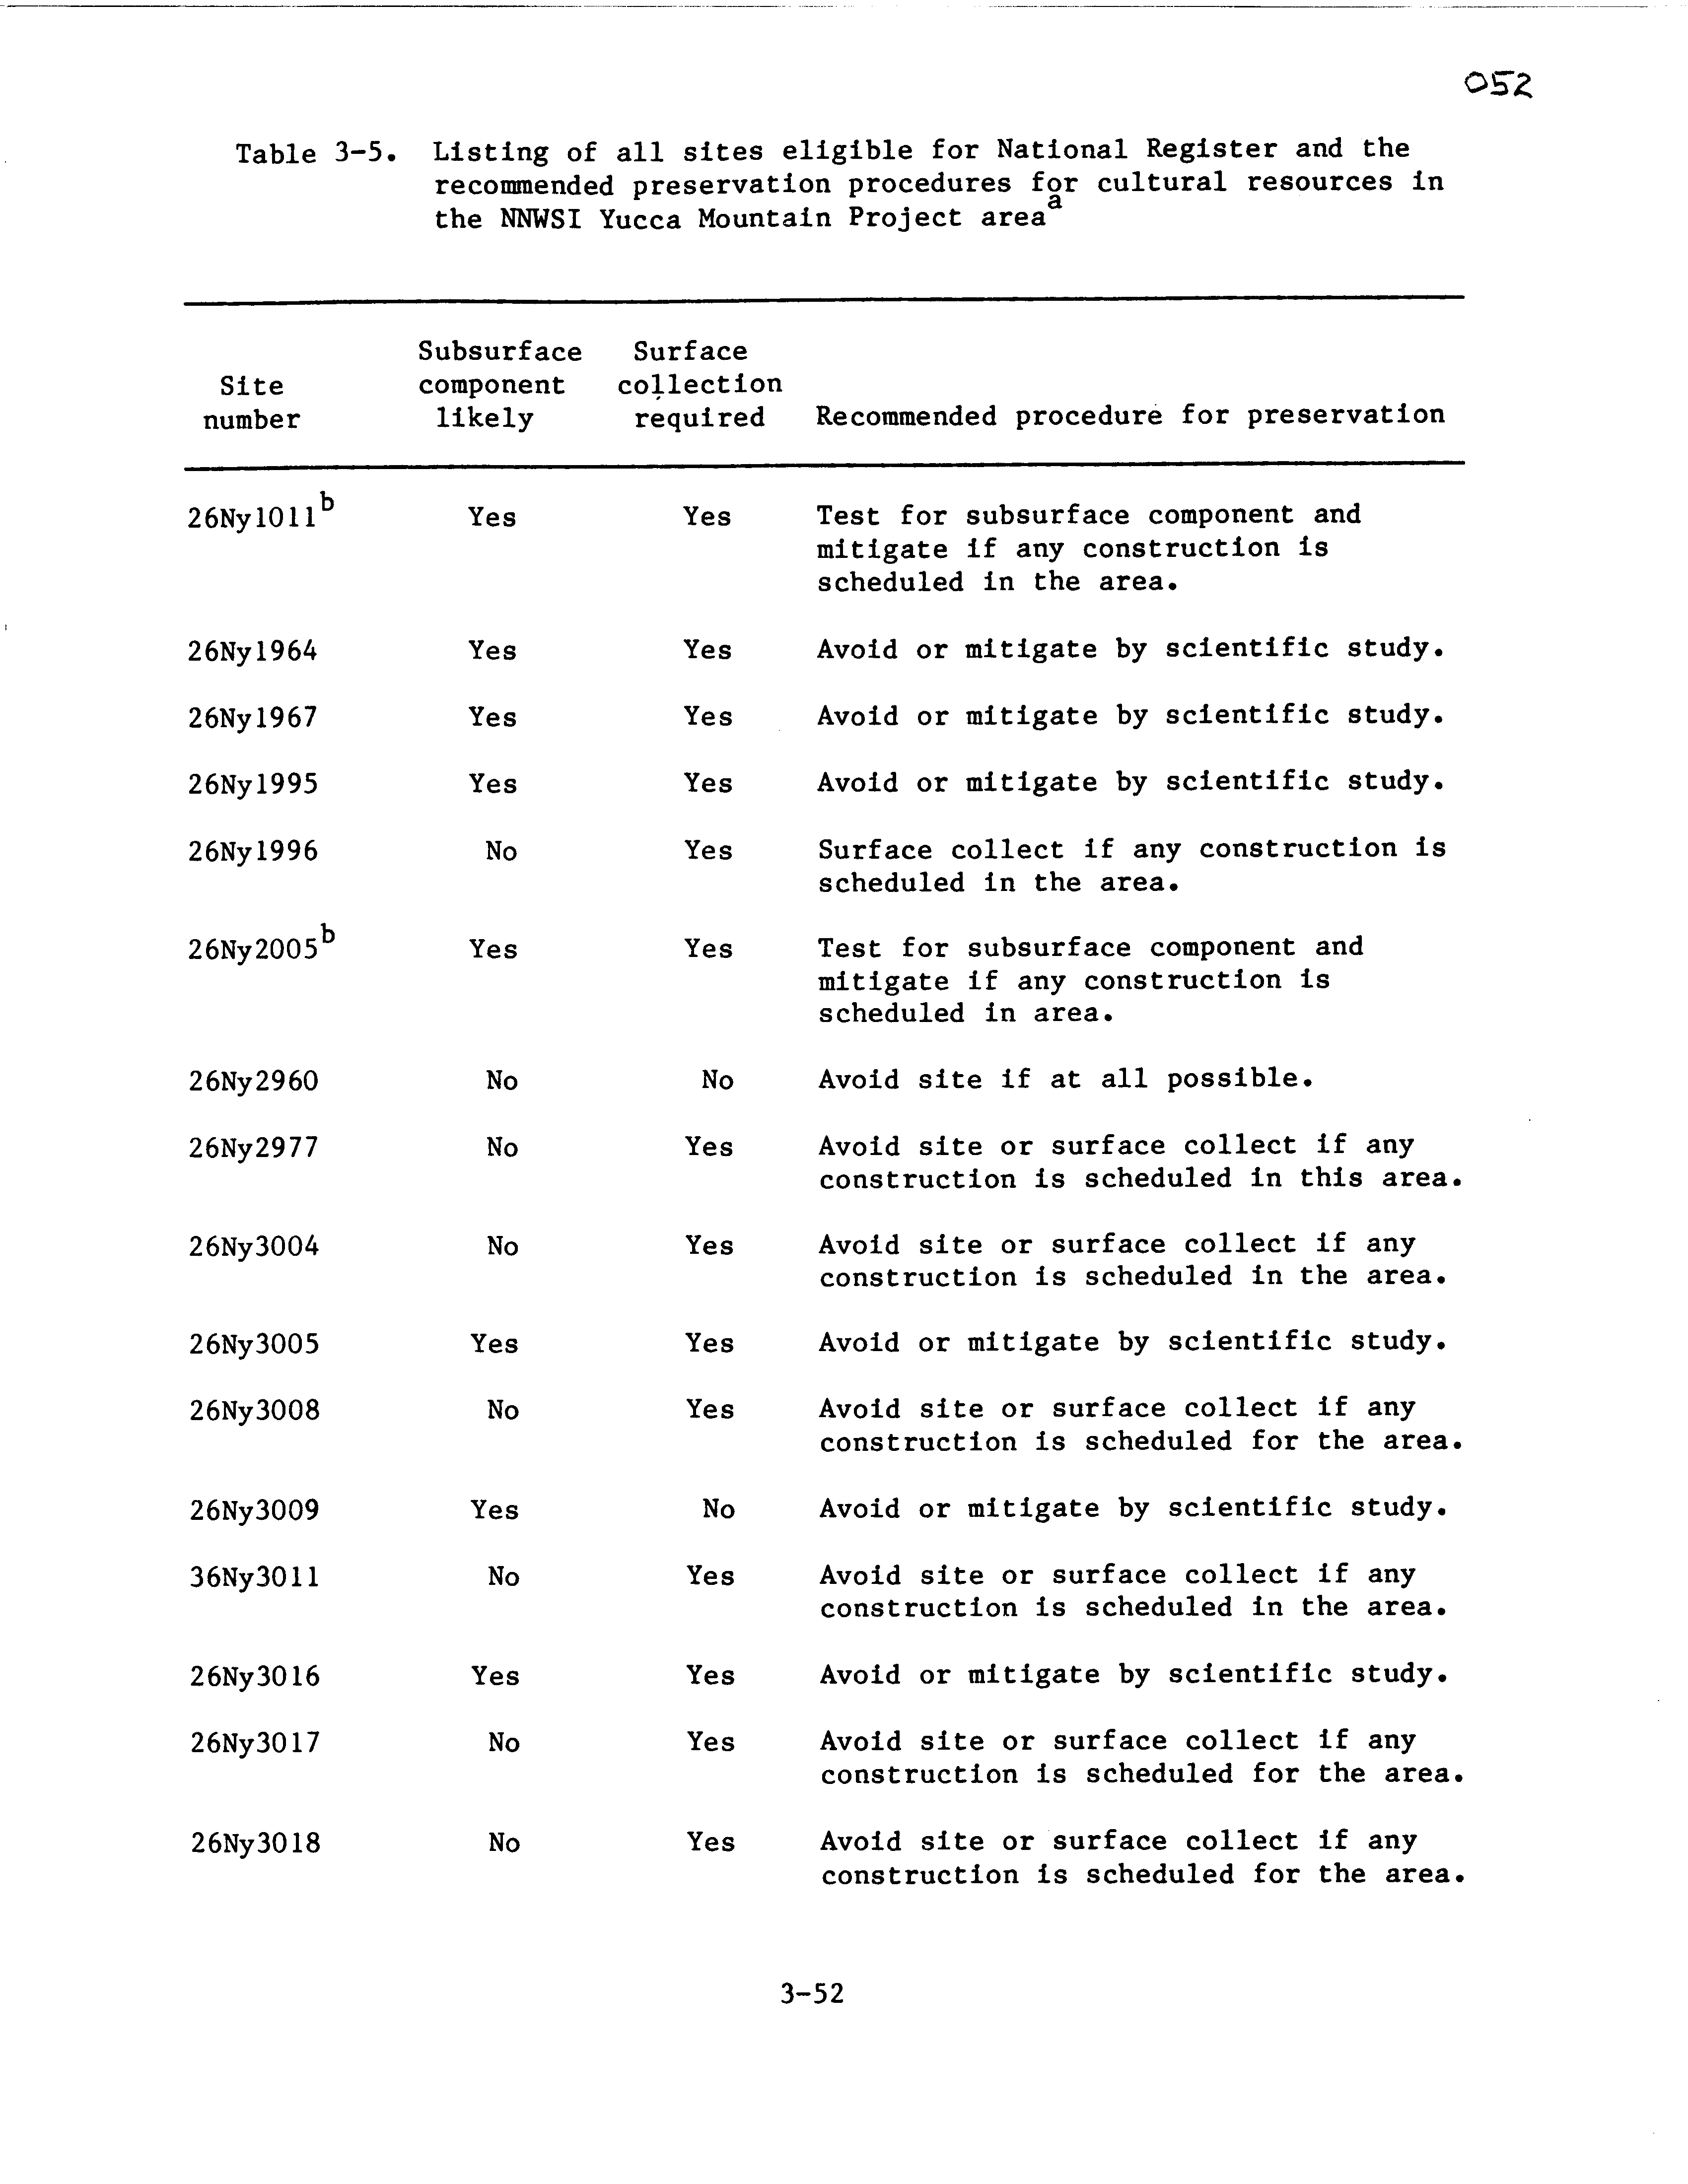 052
Table 3-5. Listing of all sites eligible for National Register and the
recommended preservation procedures for cultural resources in
the NNWSI Yucca Mountain Project area a
Subsurface Surface
Site component collection
number likely required Recommended procedure for preservation
26Ny1011 b Yes Yes Test for subsurface component and
mitigate if any construction is
scheduled in the area.
26Ny1964 Yes Yes Avoid or mitigate by scientific study.
26Ny1967 Yes Yes Avoid or mitigate by scientific study.
26Ny1995 Yes Yes Avoid or mitigate by scientific study.
26Ny1996 No Yes Surface collect if any construction is
scheduled in the area.
26Ny2005 b Yes Yes Test for subsurface component and
mitigate if any construction is
scheduled in area.
26Ny2960 No No Avoid site if at all possible.
26Ny2977 No Yes Avoid site or surface collect if any
construction is scheduled in this area.
26Ny3004 No Yes Avoid site or surface collect if any
construction is scheduled in the area.
26Ny3005 Yes Yes Avoid or mitigate by scientific study.
26Ny3008 No Yes Avoid site or surface collect if any
construction is scheduled for the area.
26Ny3009 Yes No Avoid or mitigate by scientific study.
36Ny3011 No Yes Avoid site or surface collect if any
construction is scheduled in the area.
26Ny3016 Yes Yes Avoid or mitigate by scientific study.
26Ny3017 No Yes Avoid site or surface collect if any
construction is scheduled for the area.
26Ny3018 No Yes Avoid site or surface collect if any
construction is scheduled for the area.
3-52